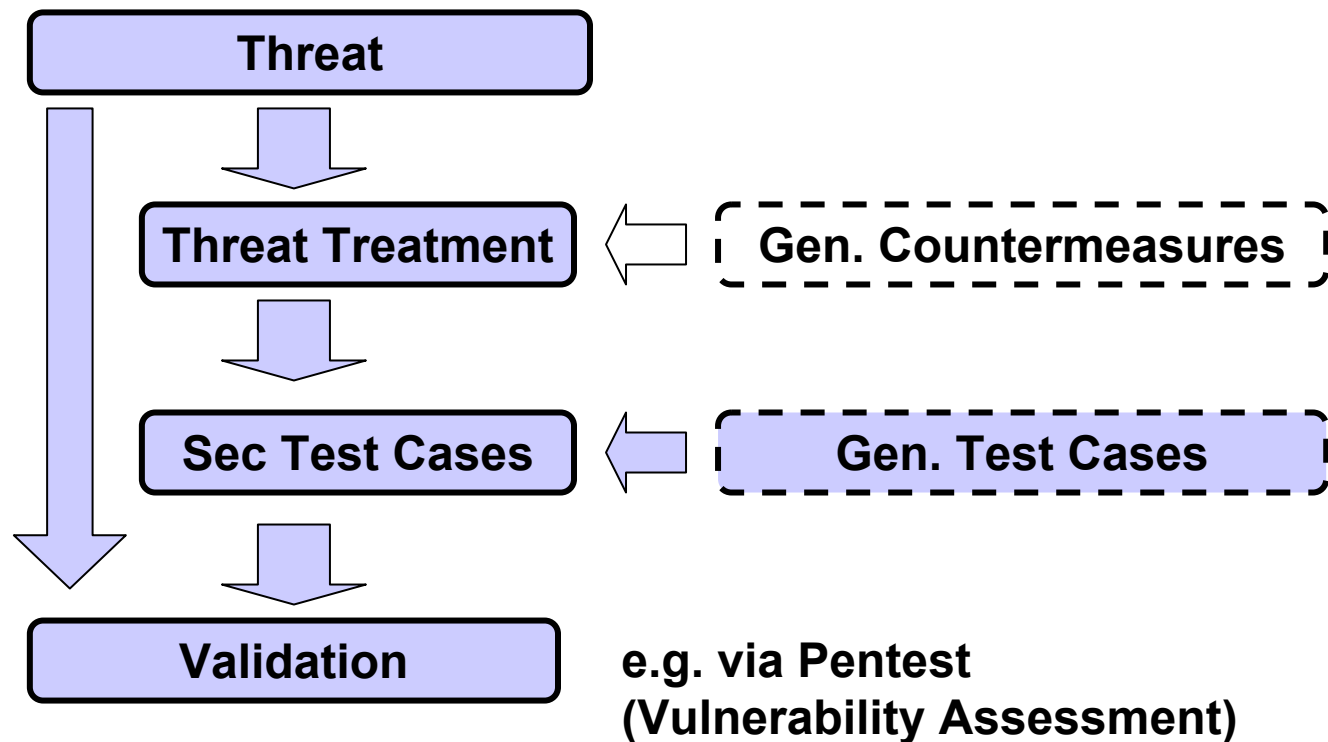 Threat
Threat Treatment
Gen. Countermeasures
Sec Test Cases
Gen. Test Cases
Validation
e.g. via Pentest
(Vulnerability Assessment)